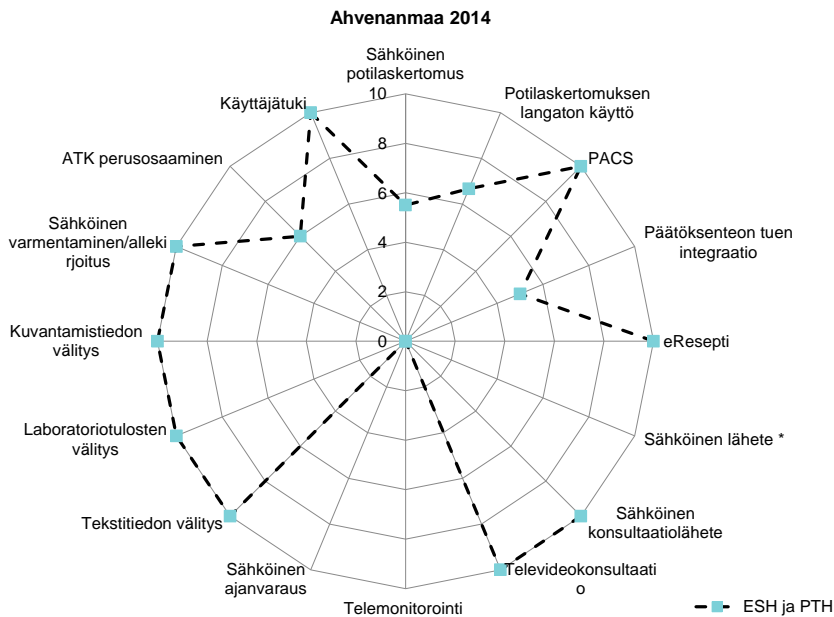 Ahvenanmaa 2014
Sähköinen
potilaskertomus
Potilaskertomuksen
langaton käyttö
PACS
Päätöksenteon tuen
integraatio
eResepti
Sähköinen lähete *
Sähköinen
konsultaatiolähete
Televideokonsultaati
o
Telemonitorointi
Sähköinen
ajanvaraus
Tekstitiedon välitys
Laboratoriotulosten
välitys
Kuvantamistiedon
välitys
Sähköinen
varmentaminen/alleki
rjoitus
ATK perusosaaminen
Käyttäjätuki
10
8
6
4
2
0
ESH ja PTH